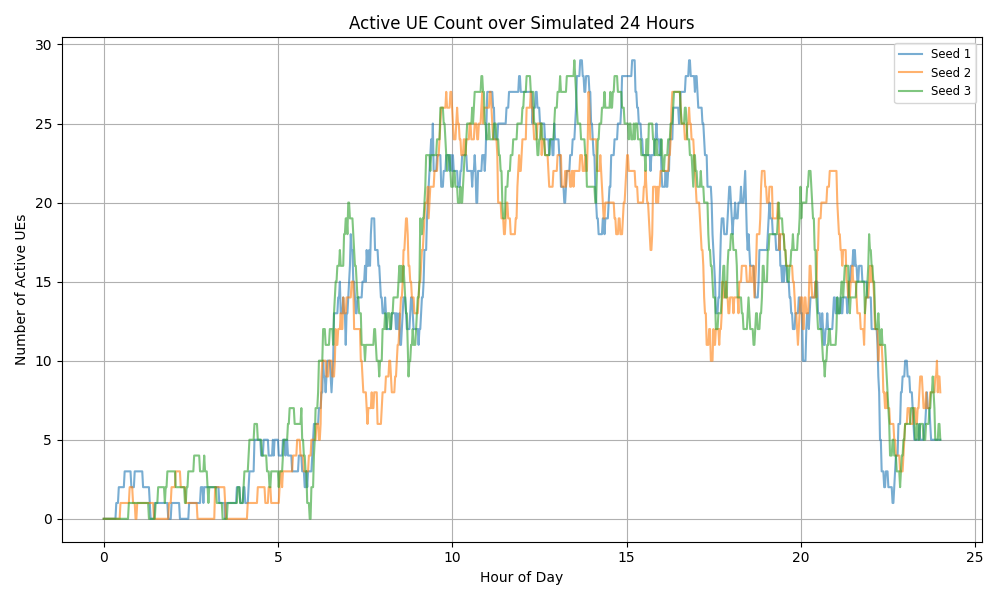 Active UE Count over Simulated 24 Hours
Number of Active UEs
30
25
20
15
10
5
0
Seed 1
Seed 2
Seed 3
0 5 10 15 20 25
Hour of Day